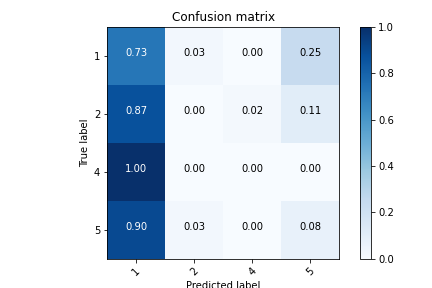 Confusion matrix
1.0
1 0.73 0.03 0.00 0.25
0.8
2 0.87 0.00 0.02 0.11
0.6
True label
0.4
4 1.00 0.00 0.00 0.00
0.2
5 0.90 0.03 0.00 0.08
0.0
1 2 4 5
Predicted label